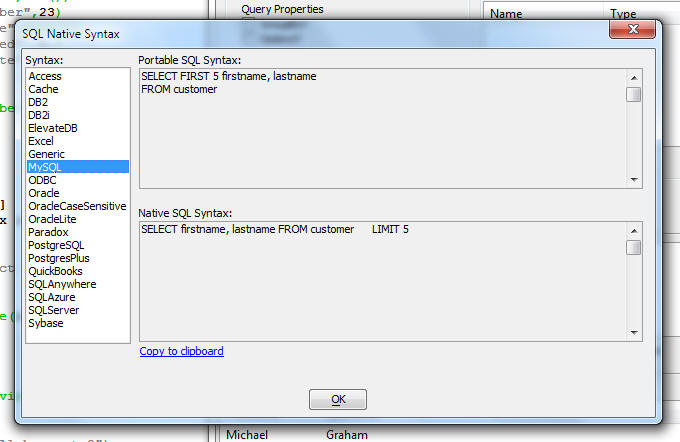 ber",23)
Query Properties
Name Type
SQL Native Syntax
Syntax:
Access
Cache
DB2
DB2i
ElevateDB
Excel
Generic
MySQL
ODBC
Oracle
OracleCaseSensitive
OracleLite
Paradox
PostgreSQL
PostgresPlus
QuickBooks
SQLAnywhere
SQLAzure
SQLServer
Sybase
Portable SQL Syntax:
SELECT FIRST 5 firstname, lastname
FROM customer
Native SQL Syntax:
SELECT firstname, lastname FROM customer LIMIT 5
Copy to clipboard
OK
Michael Graham